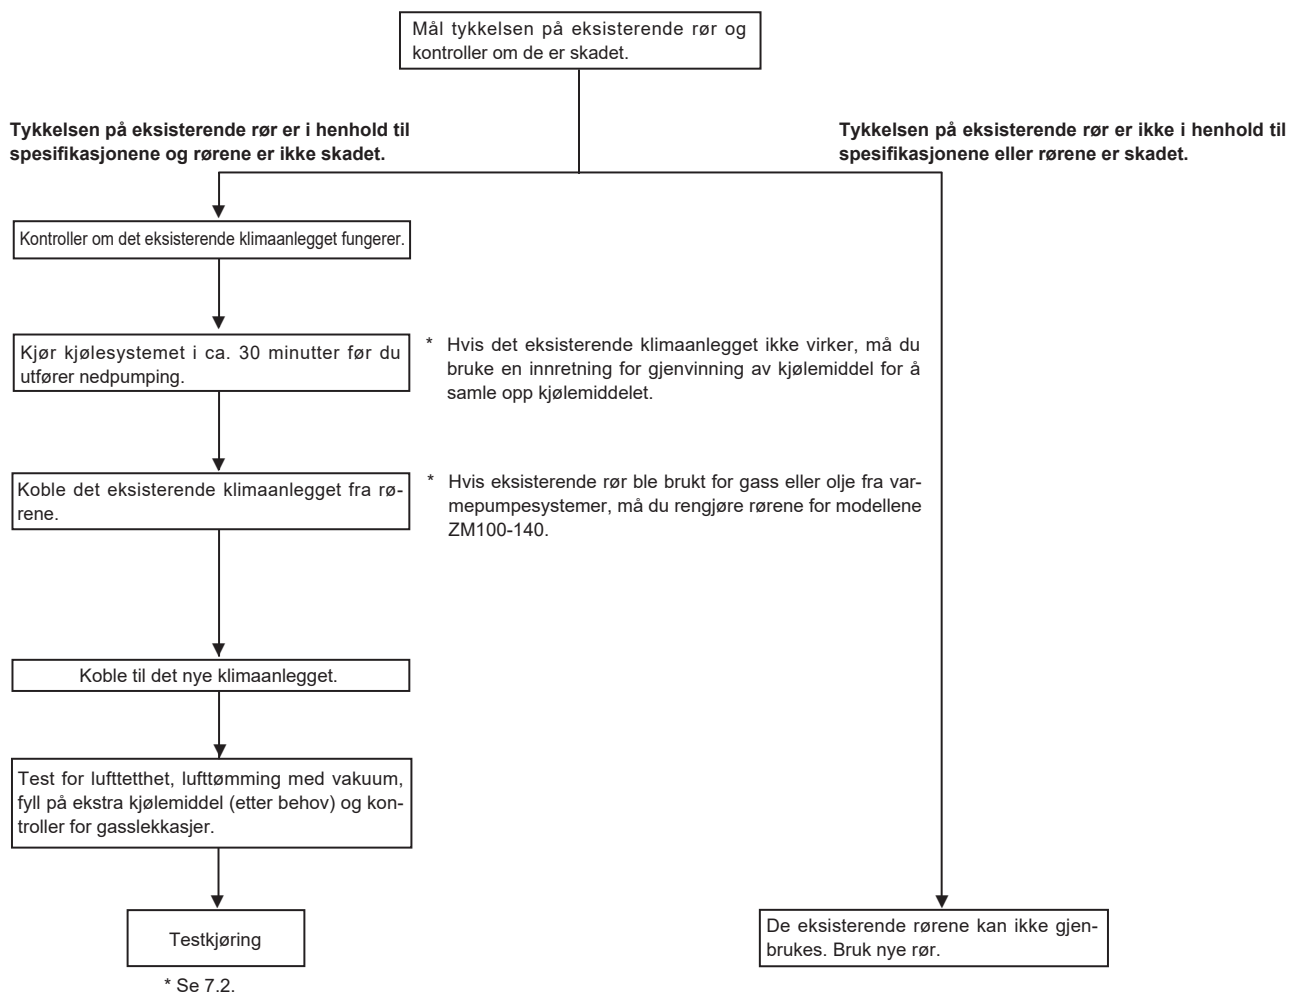 Mål tykkelsen på eksisterende rør og
kontroller om de er skadet.
Tykkelsen på eksisterende rør er i henhold til
spesifikasjonene og rørene er ikke skadet.
Tykkelsen på eksisterende rør er ikke i henhold til
spesifikasjonene eller rørene er skadet.
Kontroller om det eksisterende klimaanlegget fungerer.
Kjør kjølesystemet i ca. 30 minutter før du
utfører nedpumping.
* Hvis det eksisterende klimaanlegget ikke virker, må du
bruke en innretning for gjenvinning av kjølemiddel for å
samle opp kjølemiddelet.
Koble det eksisterende klimaanlegget fra rø-
rene.
* Hvis eksisterende rør ble brukt for gass eller olje fra var-
mepumpesystemer, må du rengjøre rørene for modellene
ZM100-140.
Koble til det nye klimaanlegget.
Test for lufttetthet, lufttømming med vakuum,
fyll på ekstra kjølemiddel (etter behov) og kon-
troller for gasslekkasjer.
Testkjøring
* Se 7.2.
De eksisterende rørene kan ikke gjen-
brukes. Bruk nye rør.